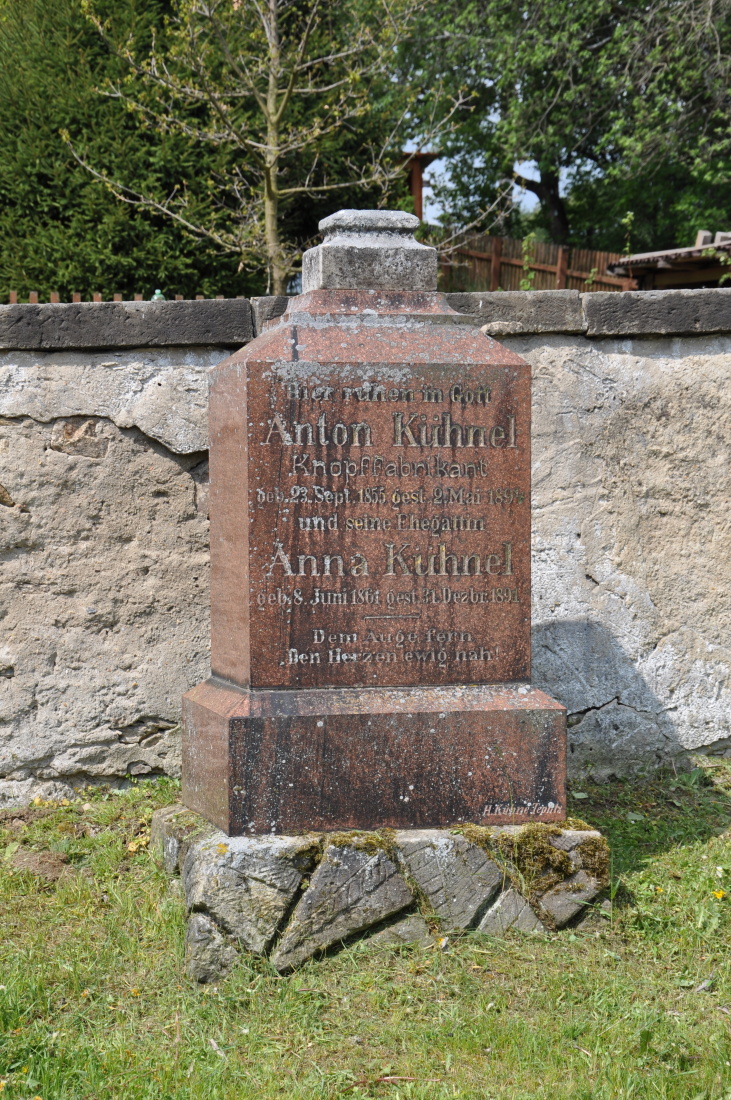 Hier ruhen in Gott
Anton Kühnel
Knopffabrikant
geb. 23. Sept. 1855 gest. 2. Mai
und seine Ehegattin
Anna Kühnel
geb. 8. Juni 1861 gest. 31. Dezbr. 1891.
Dem Auge fern
Den Herzen ewig nah!